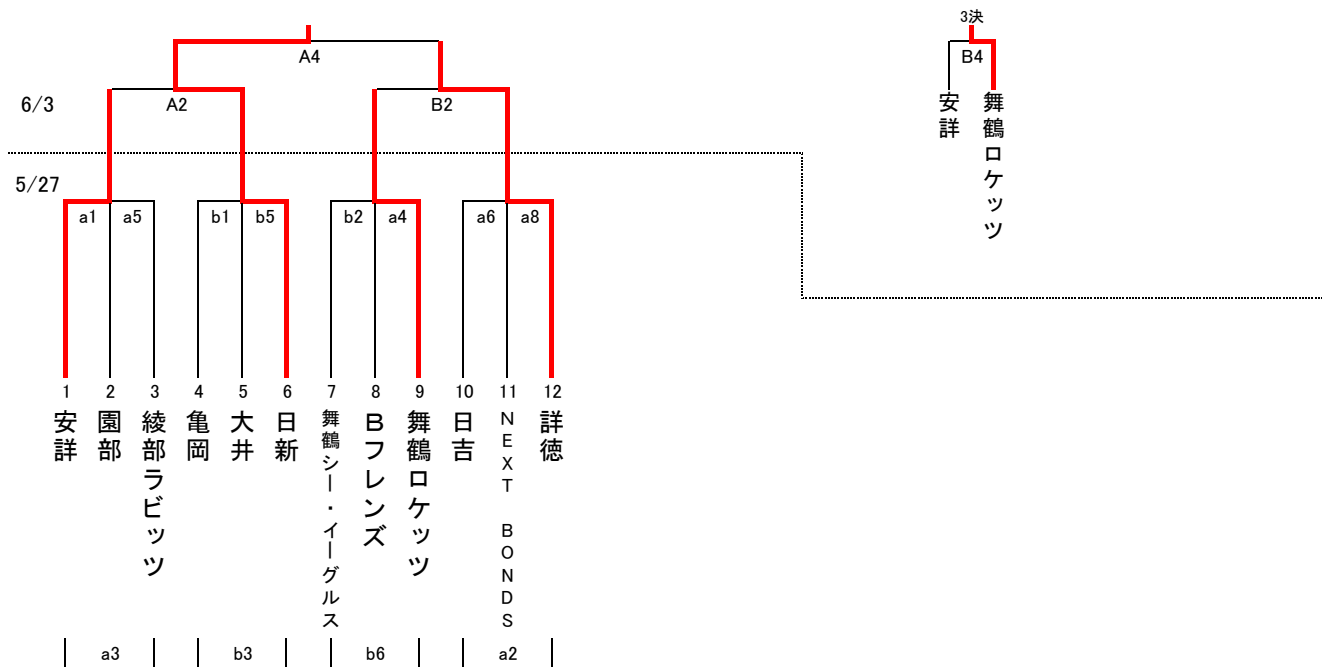 3決
A4
B4
6/3
A2
B2
安詳
舞鶴ロケッツ
5/27
a1 a5 b1 b5 b2 a4 a6 a8
1 2 3 4 5 6 7 8 9 10 11 12
安詳
園部
綾部ラビッツ
亀岡
大井
日新
舞鶴シー・イーグルス
Bフレンズ
舞鶴ロケッツ
日吉
NEXT BONDS
詳徳
a3 b3 b6 a2